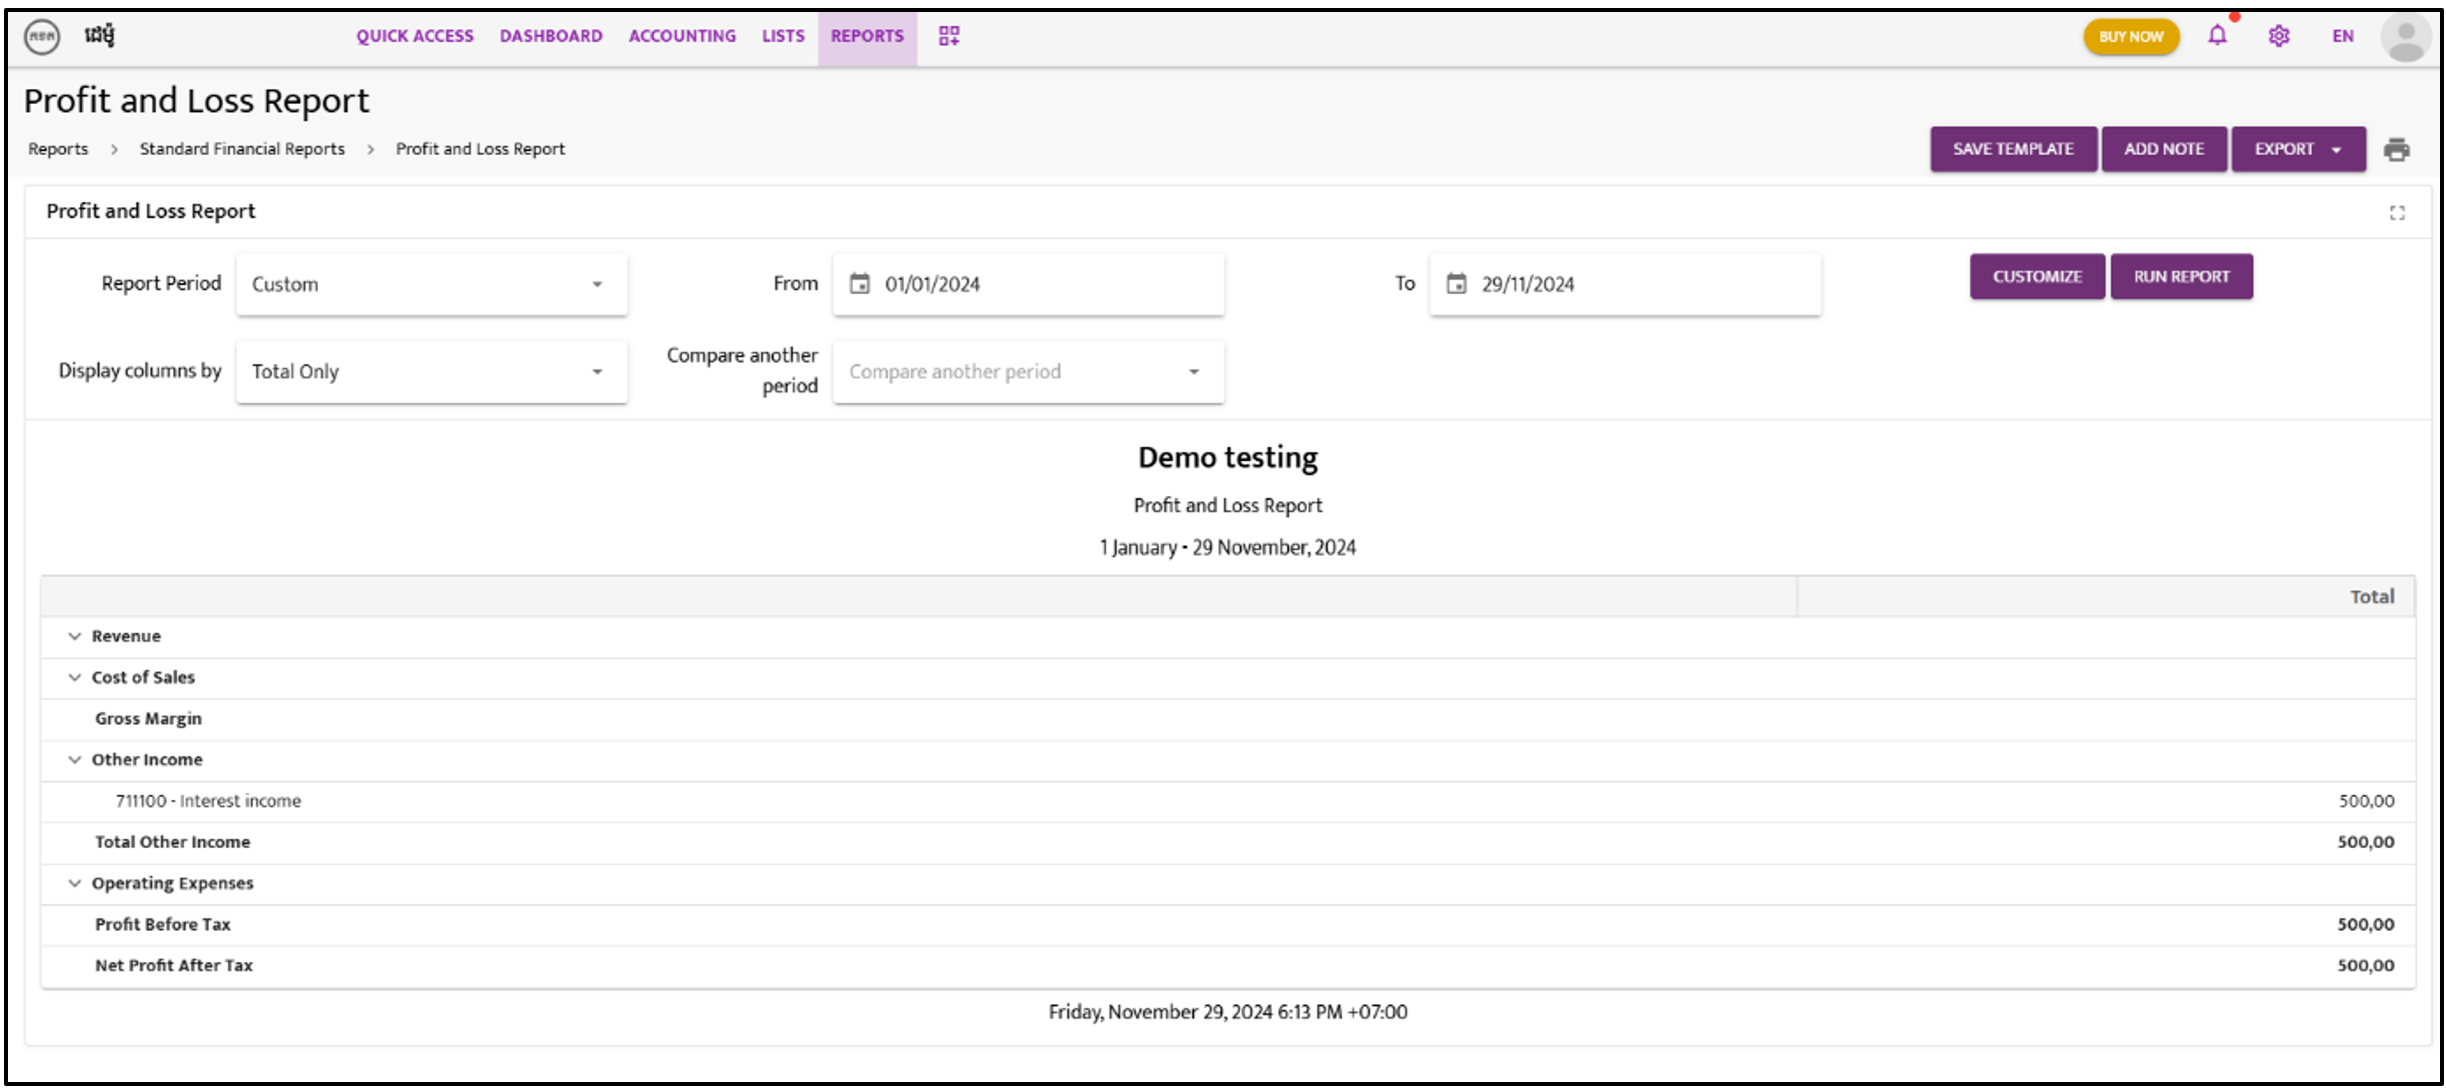 ដេម៉ូ
QUICK ACCESS DASHBOARD ACCOUNTING LISTS REPORTS
BUY NOW
EN
Profit and Loss Report
Reports > Standard Financial Reports > Profit and Loss Report
SAVE TEMPLATE ADD NOTE EXPORT
Profit and Loss Report
Report Period Custom From 01/01/2024 To 29/11/2024 CUSTOMIZE RUN REPORT
Display columns by Total Only Compare another period Compare another period
Demo testing
Profit and Loss Report
1 January - 29 November, 2024
Total
Revenue
Cost of Sales
Gross Margin
Other Income
711100 - Interest income 500,00
Total Other Income 500,00
Operating Expenses
Profit Before Tax 500,00
Net Profit After Tax 500,00
Friday, November 29, 2024 6:13 PM +07:00